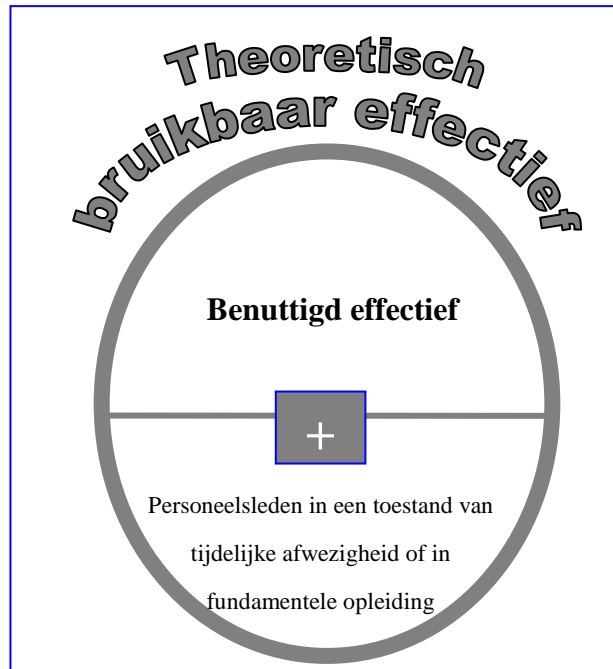 Theoretisch
bruikbaar effectief
Benuttigd effectief
+
Personeelsleden in een toestand van
tijdelijke afwezigheid of in
fundamentele opleiding